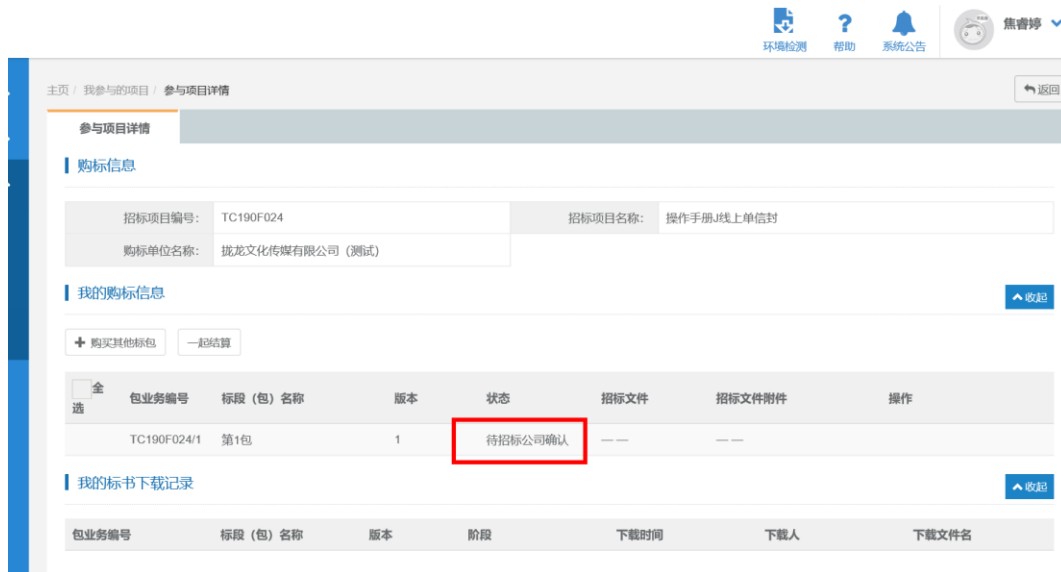 环境检测 帮助 系统公告 焦睿婷
主页 / 我参与的项目 / 参与项目详情 返回
参与项目详情
购标信息
招标项目编号: TC190F024 招标项目名称: 操作手册J线上单信封
购标单位名称: 拢龙文化传媒有限公司 (测试)
我的购标信息 收起
+ 购买其他标包 一起结算
全选 包业务编号 标段 (包) 名称 版本 状态 招标文件 招标文件附件 操作
TC190F024/1 第1包 1 待招标公司确认 —— ——
我的标书下载记录 收起
包业务编号 标段 (包) 名称 版本 阶段 下载时间 下载人 下载文件名